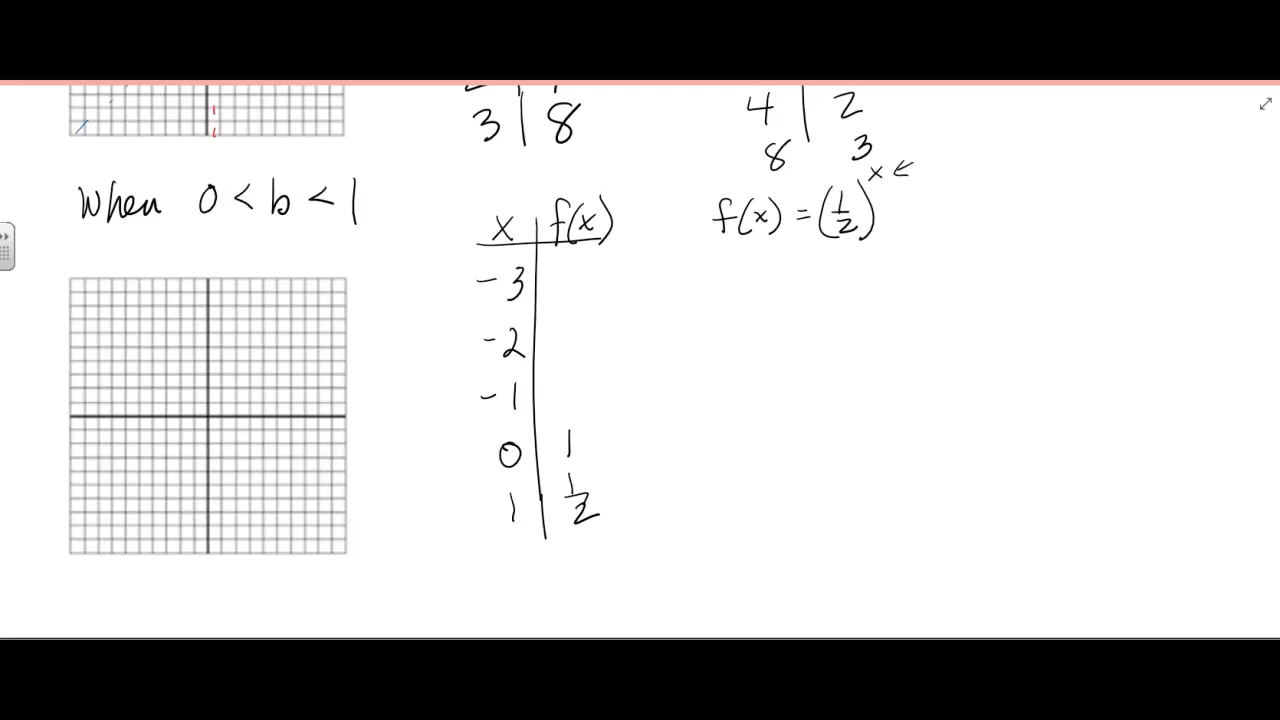 3 | 8
4 | 2
8 3
When 0 < b < 1
x f(x)
f(x) = (1/2)^x ←
-3
-2
-1
0 1
1 1/2